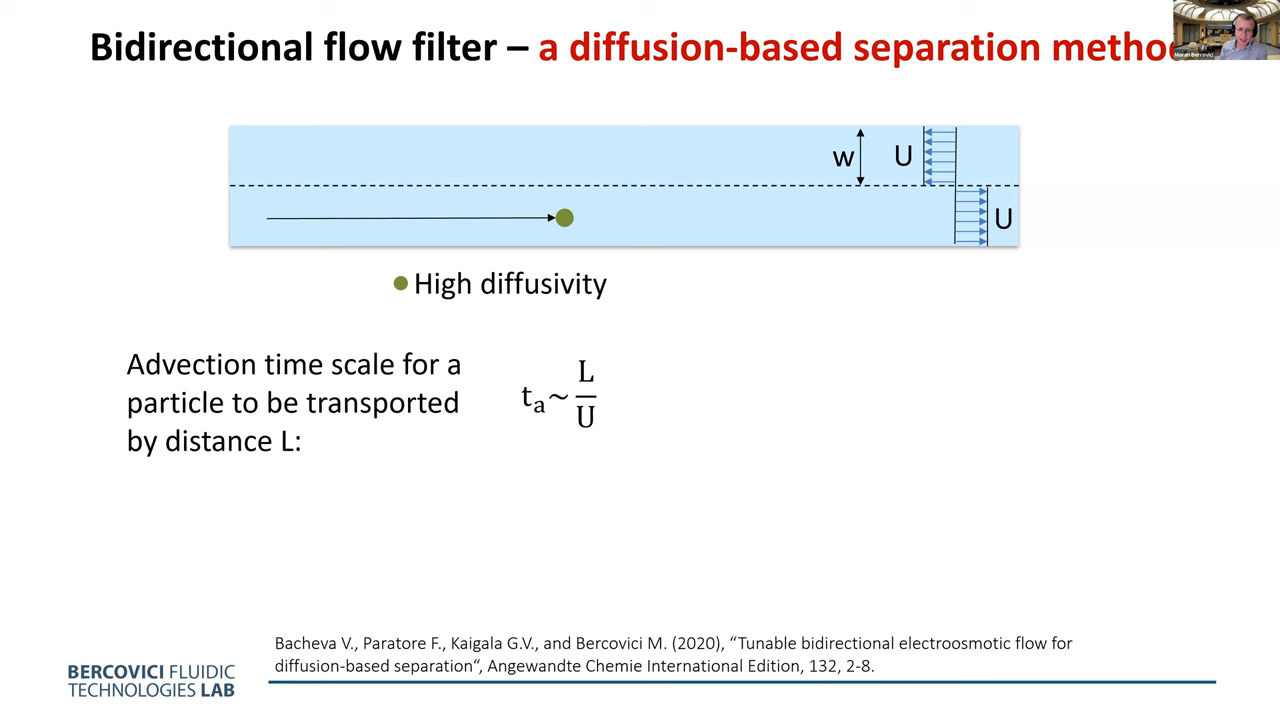 Bidirectional flow filter – a diffusion-based separation metho
Moran Bercovici
w
U
U
High diffusivity
Advection time scale for a
particle to be transported
by distance L:
tₐ~ L/U
Bacheva V., Paratore F., Kaigala G.V., and Bercovici M. (2020), “Tunable bidirectional electroosmotic flow for
diffusion-based separation“, Angewandte Chemie International Edition, 132, 2-8.
BERCOVICI FLUIDIC
TECHNOLOGIES LAB